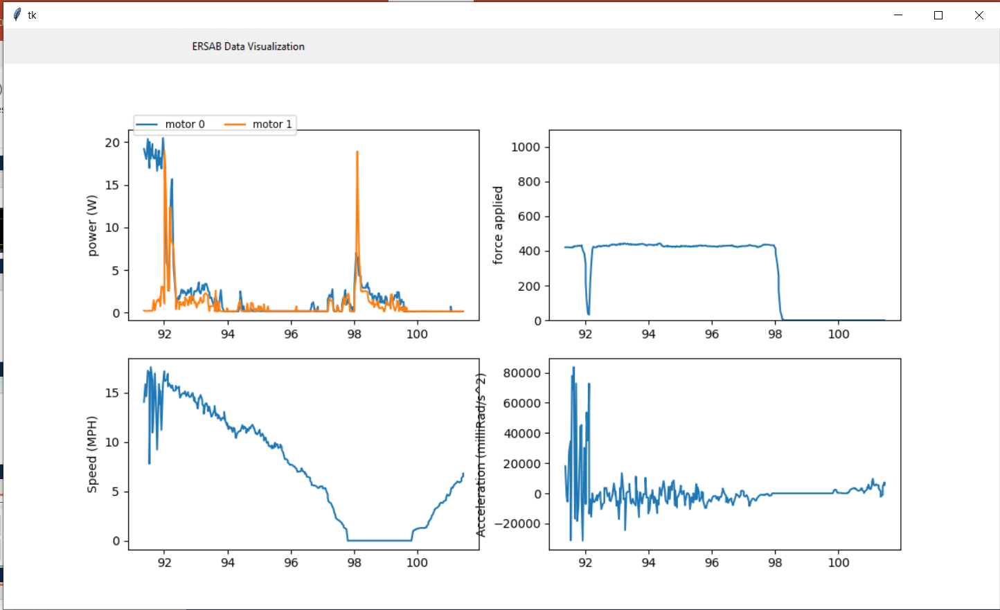 tk
ERSAB Data Visualization
motor 0 motor 1
power (W)
20
15
10
5
0
92 94 96 98 100
force applied
1000
800
600
400
200
0
92 94 96 98 100
Speed (MPH)
15
10
5
0
92 94 96 98 100
Acceleration (milliRad/s^2)
80000
60000
40000
20000
0
−20000
92 94 96 98 100